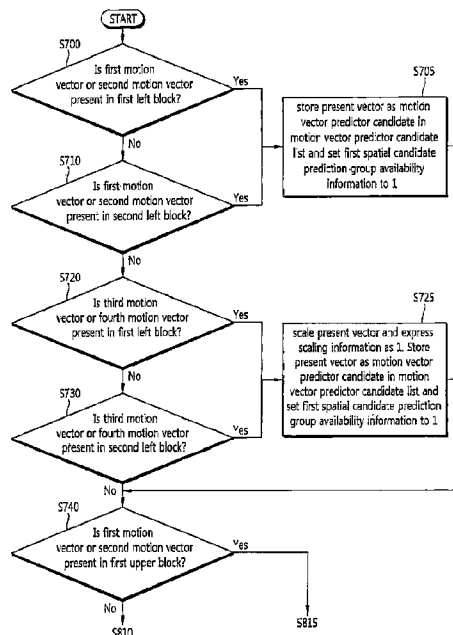 START
S700
Is first motion
vector or second motion vector
present in first left block?
Yes
No
S705
store present vector as motion
vector predictor candidate in
motion vector predictor candidate
list and set first spatial candidate
prediction-group availability
information to 1
S710
Is first motion
vector or second motion vector
present in second left block?
Yes
No
S720
Is third motion
vector or fourth motion vector
present in first left block?
Yes
No
S725
scale present vector and express
scaling information as 1. Store
present vector as motion vector
predictor candidate in motion
vector predictor candidate list and
set first spatial candidate prediction
group availability information to 1
S730
Is third motion
vector or fourth motion vector
present in second left block?
Yes
No
S740
Is first motion
vector or second motion vector
present in first upper block?
Yes
No
S810
S815